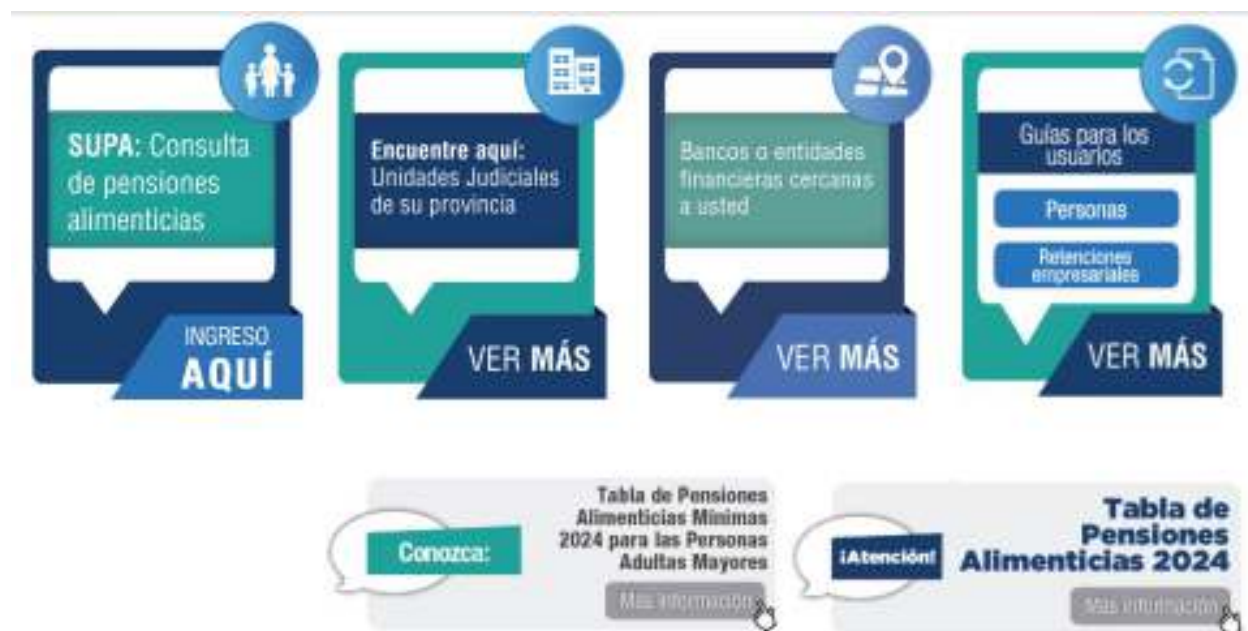 SUPA: Consulta
de pensiones
alimenticias
INGRESO
AQUÍ
Encuentre aquí:
Unidades Judiciales
de su provincia
VER MÁS
Bancos o entidades
financieras cercanas
a usted
VER MÁS
Guías para los
usuarios
Personas
Retenciones
empresariales
VER MÁS
Conozca:
Tabla de Pensiones
Alimenticias Mínimas
2024 para las Personas
Adultas Mayores
Más información
¡Atención!
Tabla de
Pensiones
Alimenticias 2024
Más información